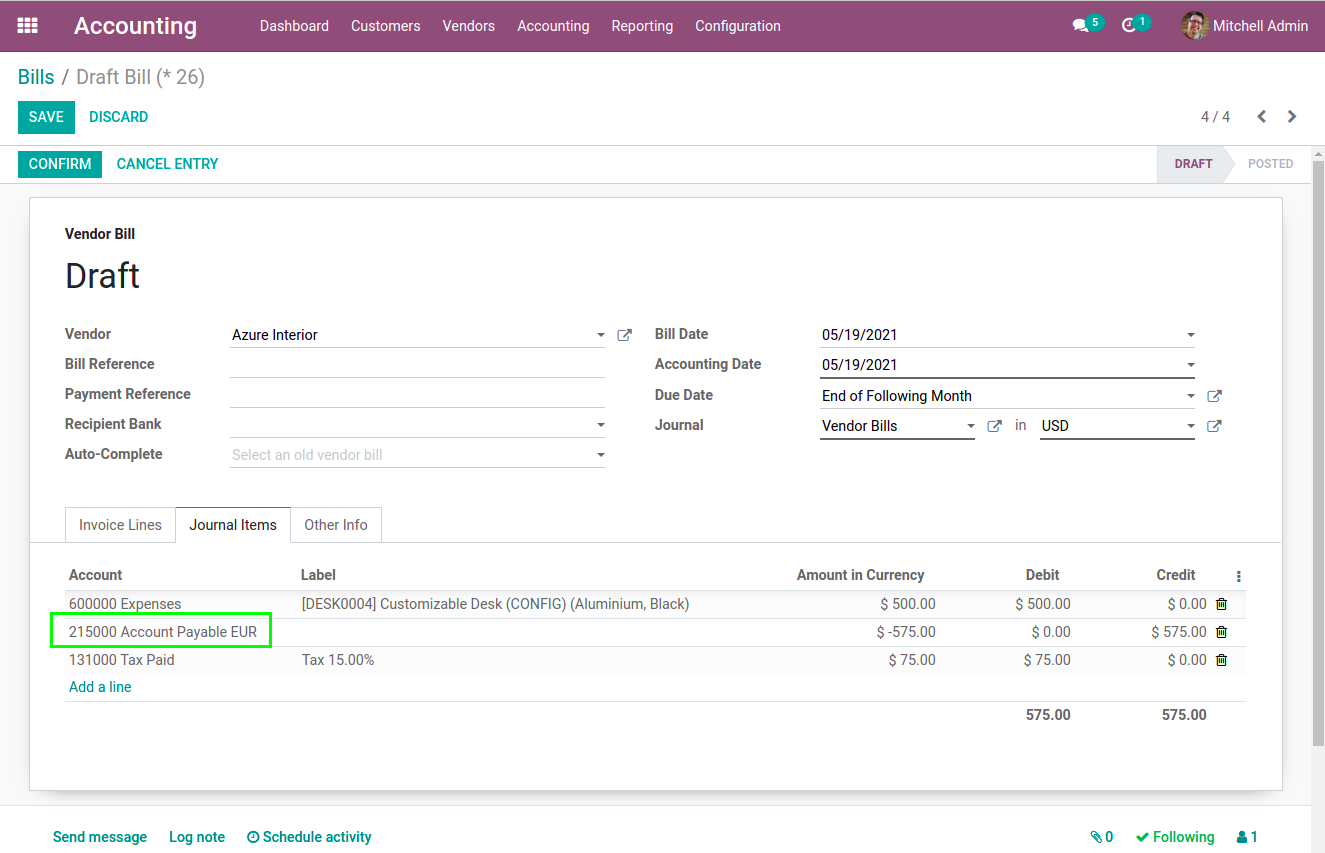 Accounting Dashboard Customers Vendors Accounting Reporting Configuration 5 1 Mitchell Admin
Bills / Draft Bill (* 26)
SAVE DISCARD 4 / 4
CONFIRM CANCEL ENTRY DRAFT POSTED
Vendor Bill
Draft
Vendor Azure Interior Bill Date 05/19/2021
Bill Reference Accounting Date 05/19/2021
Payment Reference Due Date End of Following Month
Recipient Bank Journal Vendor Bills in USD
Auto-Complete Select an old vendor bill
Invoice Lines Journal Items Other Info
Account Label Amount in Currency Debit Credit
600000 Expenses [DESK0004] Customizable Desk (CONFIG) (Aluminium, Black) $ 500.00 $ 500.00 $ 0.00
215000 Account Payable EUR $ -575.00 $ 0.00 $ 575.00
131000 Tax Paid Tax 15.00% $ 75.00 $ 75.00 $ 0.00
Add a line
575.00 575.00
Send message Log note Schedule activity 0 Following 1